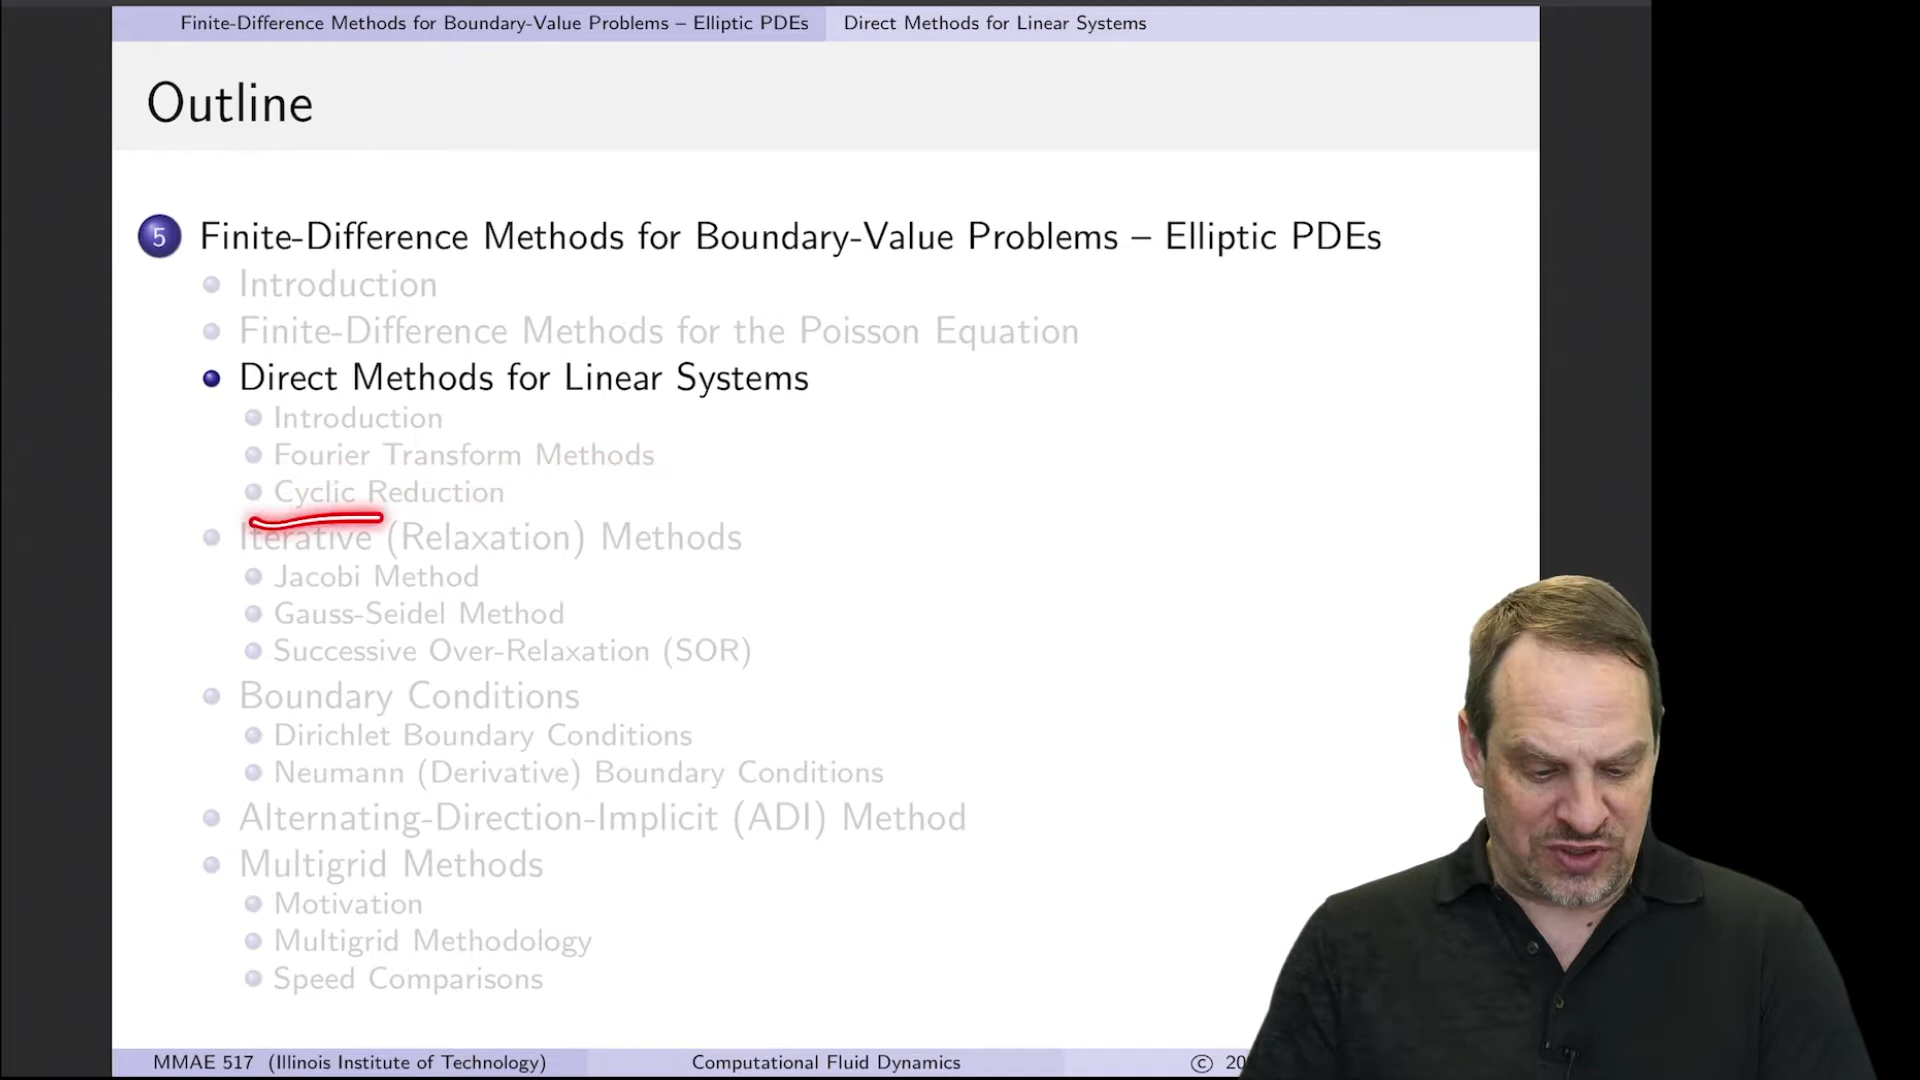 Finite-Difference Methods for Boundary-Value Problems – Elliptic PDEs Direct Methods for Linear Systems
Outline
5 Finite-Difference Methods for Boundary-Value Problems – Elliptic PDEs
Introduction
Finite-Difference Methods for the Poisson Equation
Direct Methods for Linear Systems
Introduction
Fourier Transform Methods
Cyclic Reduction
Iterative (Relaxation) Methods
Jacobi Method
Gauss-Seidel Method
Successive Over-Relaxation (SOR)
Boundary Conditions
Dirichlet Boundary Conditions
Neumann (Derivative) Boundary Conditions
Alternating-Direction-Implicit (ADI) Method
Multigrid Methods
Motivation
Multigrid Methodology
Speed Comparisons
MMAE 517 (Illinois Institute of Technology) Computational Fluid Dynamics ©